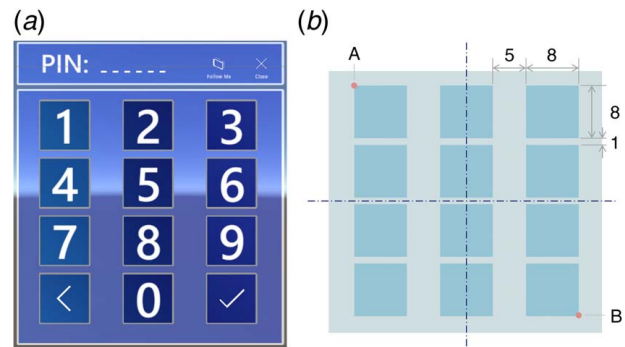 (a)
PIN: _ _ _ _ _ _
Follow Me
Close
1 2 3
4 5 6
7 8 9
< 0 ✓
(b)
A
5 8
8
1
B